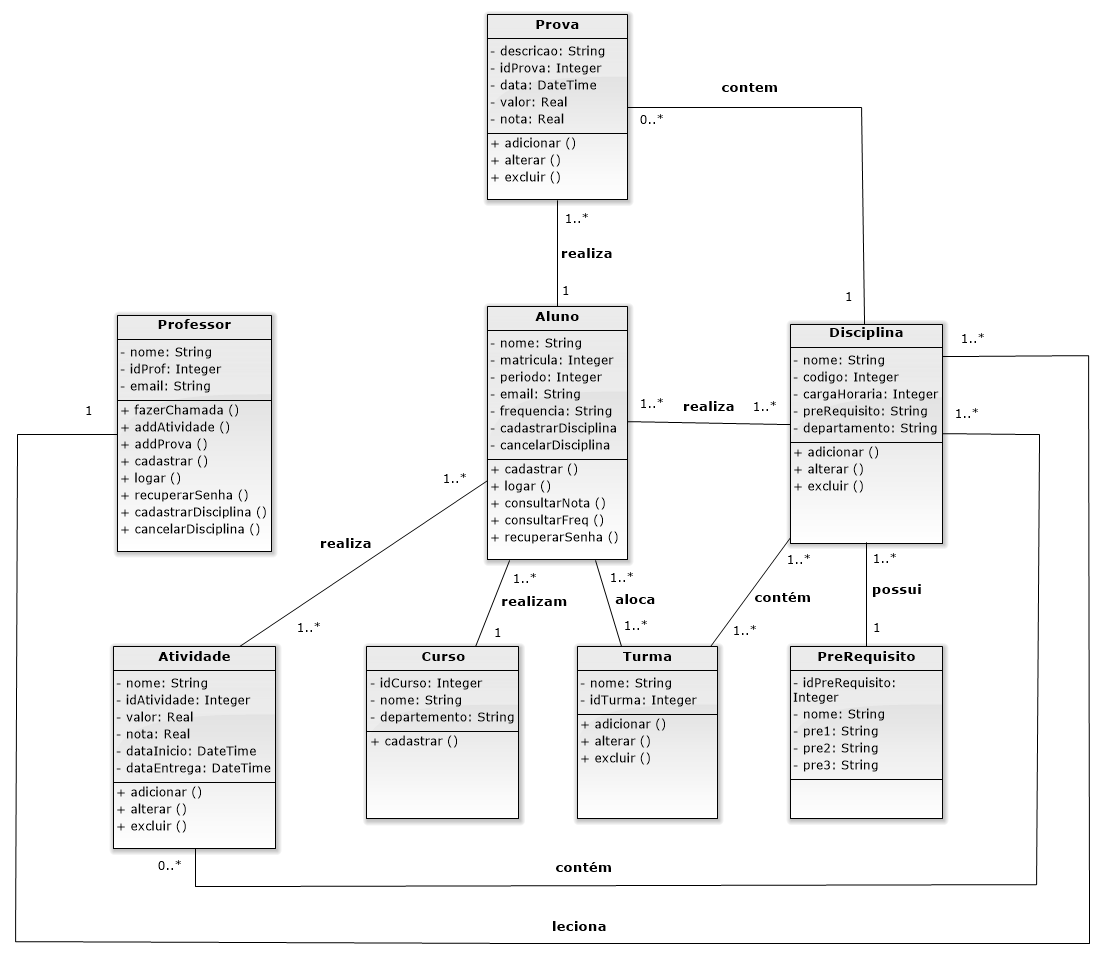 Prova
- descricao: String
- idProva: Integer
- data: DateTime
- valor: Real
- nota: Real
+ adicionar ()
+ alterar ()
+ excluir ()
contem
0..*
1
1..*
realiza
1
Professor
- nome: String
- idProf: Integer
- email: String
+ fazerChamada ()
+ addAtividade ()
+ addProva ()
+ cadastrar ()
+ logar ()
+ recuperarSenha ()
+ cadastrarDisciplina ()
+ cancelarDisciplina ()
1
Aluno
- nome: String
- matricula: Integer
- periodo: Integer
- email: String
- frequencia: String
- cadastrarDisciplina
- cancelarDisciplina
+ cadastrar ()
+ logar ()
+ consultarNota ()
+ consultarFreq ()
+ recuperarSenha ()
1..*
realiza
1..*
Disciplina
- nome: String
- codigo: Integer
- cargaHoraria: Integer
- preRequisito: String
- departamento: String
+ adicionar ()
+ alterar ()
+ excluir ()
1..*
1..*
1..*
realiza
1..*
1..*
realizam
1
1..*
aloca
1..*
1..*
contém
1..*
1..*
possui
1
Atividade
- nome: String
- idAtividade: Integer
- valor: Real
- nota: Real
- dataInicio: DateTime
- dataEntrega: DateTime
+ adicionar ()
+ alterar ()
+ excluir ()
Curso
- idCurso: Integer
- nome: String
- departemento: String
+ cadastrar ()
Turma
- nome: String
- idTurma: Integer
+ adicionar ()
+ alterar ()
+ excluir ()
PreRequisito
- idPreRequisito:
Integer
- nome: String
- pre1: String
- pre2: String
- pre3: String
0..*
contém
leciona